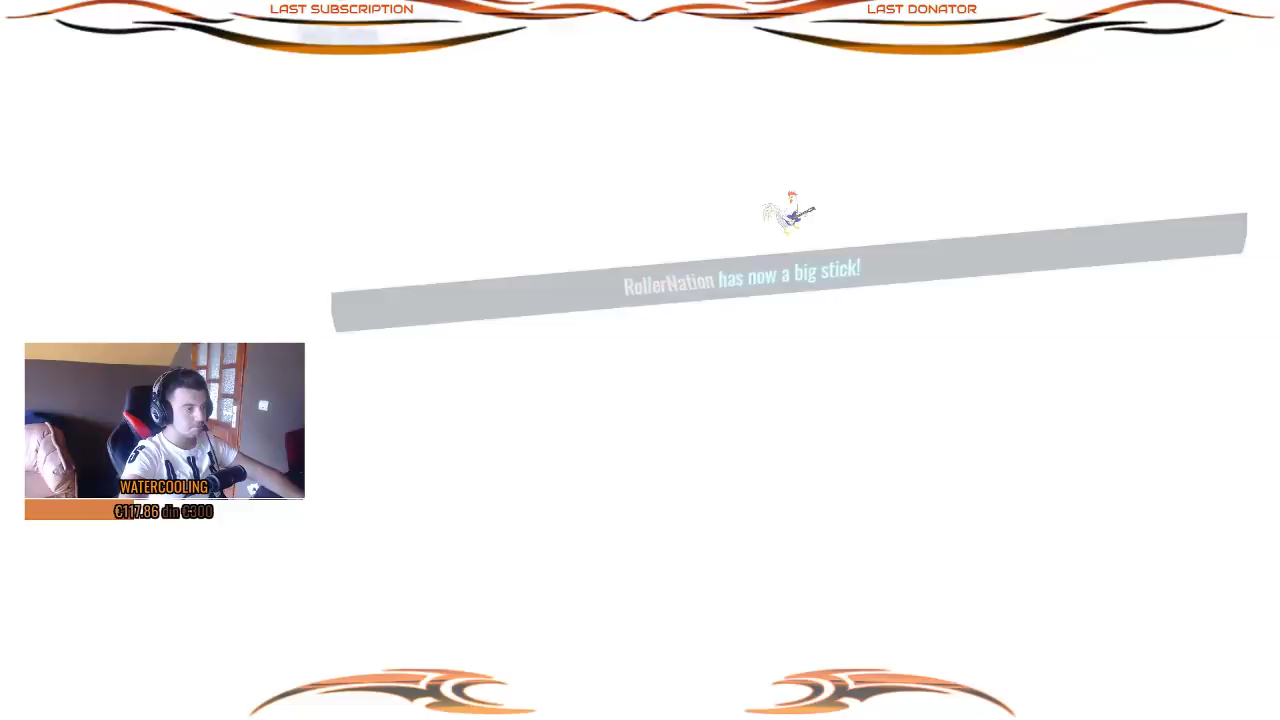 LAST SUBSCRIPTION
LAST DONATOR
RollerNation has now a big stick!
WATERCOOLING
€117.86 din €300